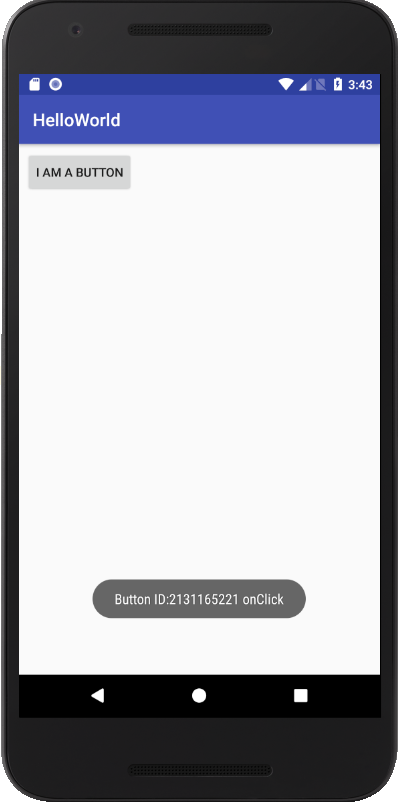 3:43
HelloWorld
I AM A BUTTON
Button ID:2131165221 onClick